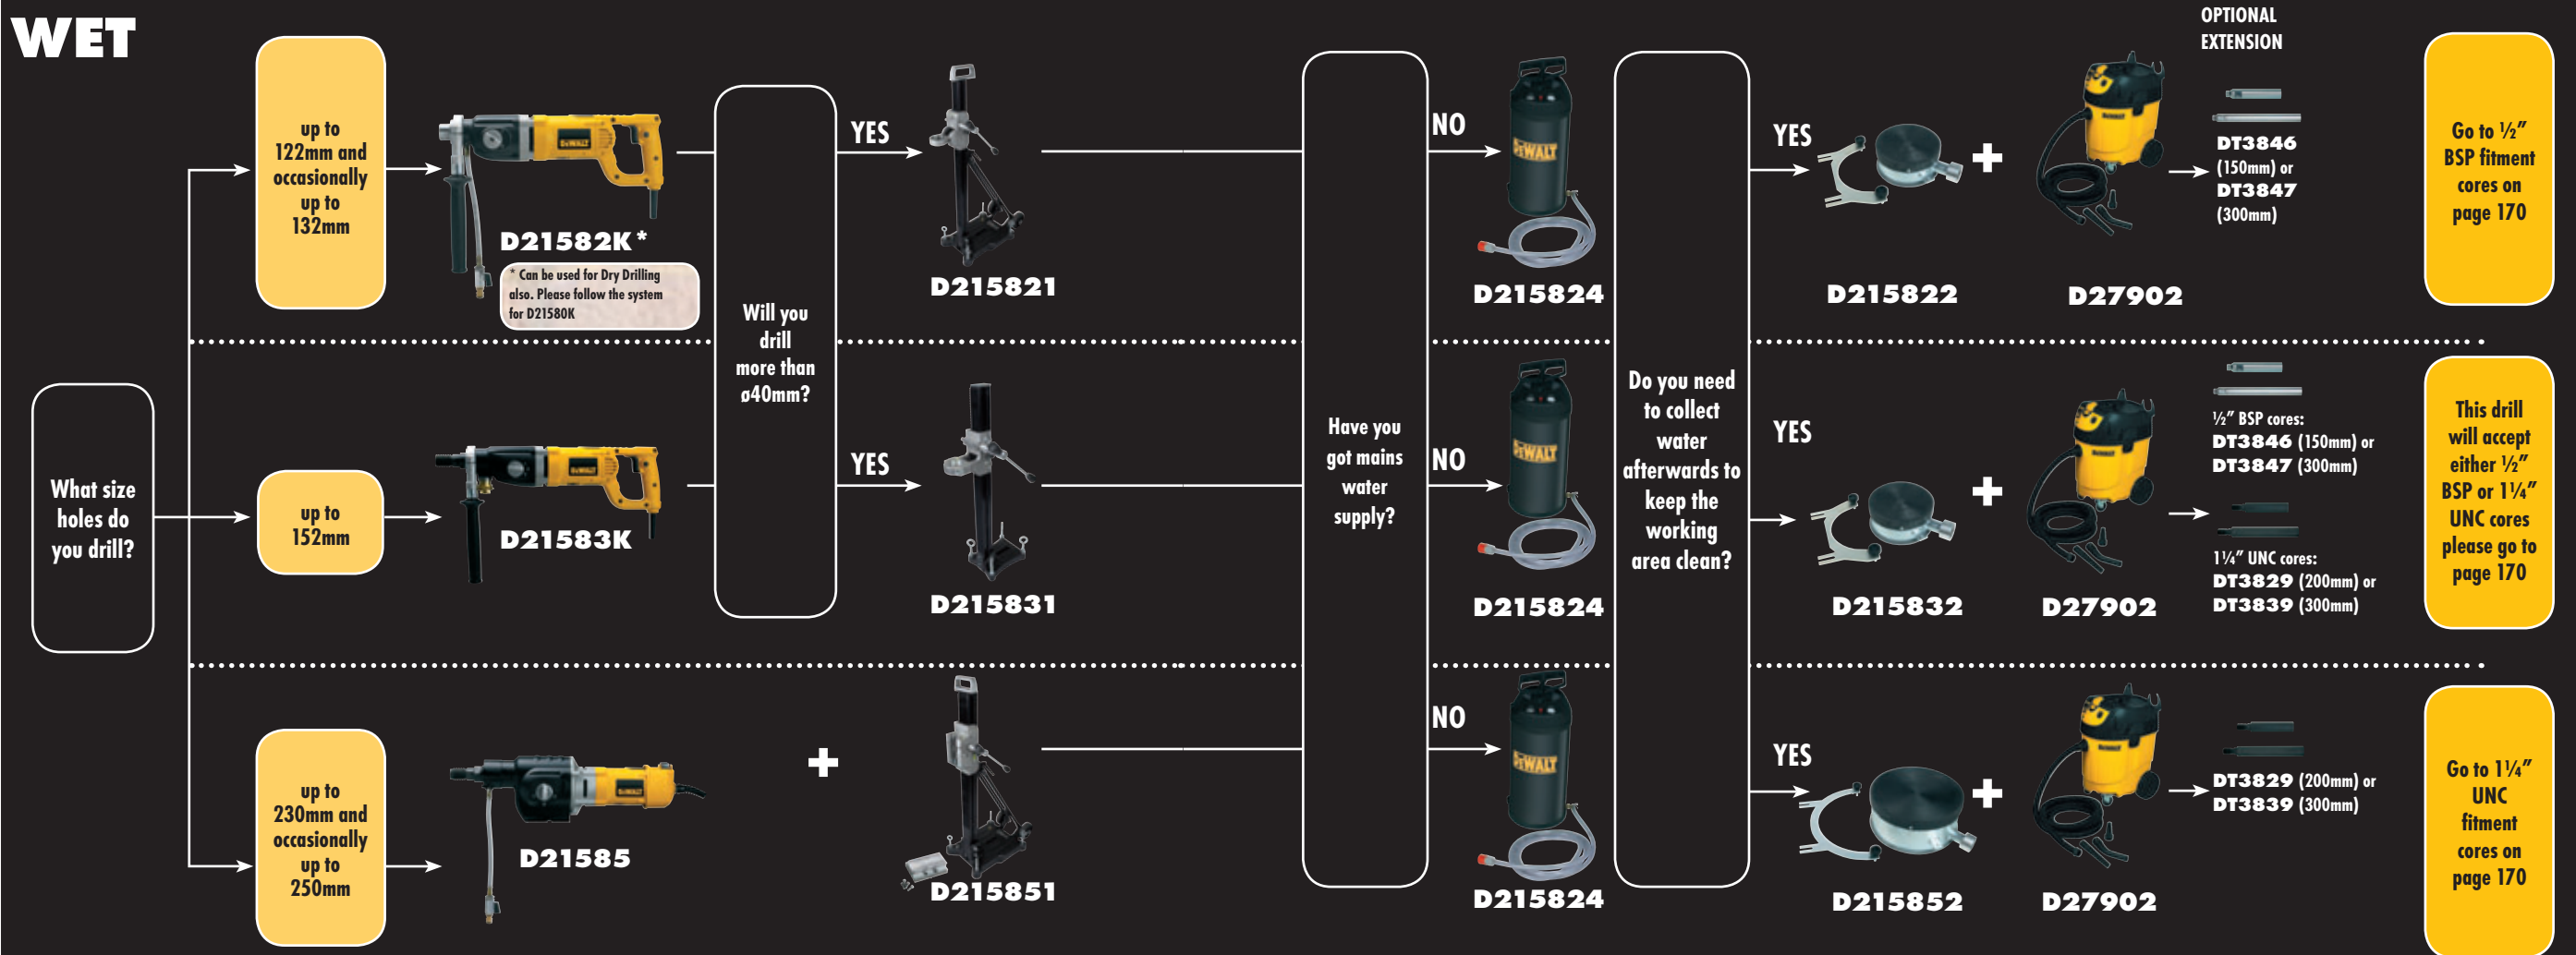 WET
What size
holes do
you drill?
up to
122mm and
occasionally
up to
132mm
DEWALT
D21582K*
* Can be used for Dry Drilling
also. Please follow the system
for D21580K
up to
152mm
DEWALT
D21583K
up to
230mm and
occasionally
up to
250mm
DEWALT
D21585
Will you
drill
more than
ø40mm?
YES
D215821
YES
D215831
+
D215851
Have you
got mains
water
supply?
NO
DEWALT
D215824
NO
DEWALT
D215824
NO
DEWALT
D215824
Do you need
to collect
water
afterwards to
keep the
working
area clean?
YES
D215822
+
DEWALT
D27902
YES
D215832
+
D27902
YES
D215852
+
D27902
OPTIONAL
EXTENSION
DT3846
(150mm) or
DT3847
(300mm)
½" BSP cores:
DT3846 (150mm) or
DT3847 (300mm)
1¼" UNC cores:
DT3829 (200mm) or
DT3839 (300mm)
DT3829 (200mm) or
DT3839 (300mm)
Go to ½"
BSP fitment
cores on
page 170
This drill
will accept
either ½"
BSP or 1¼"
UNC cores
please go to
page 170
Go to 1¼"
UNC
fitment
cores on
page 170